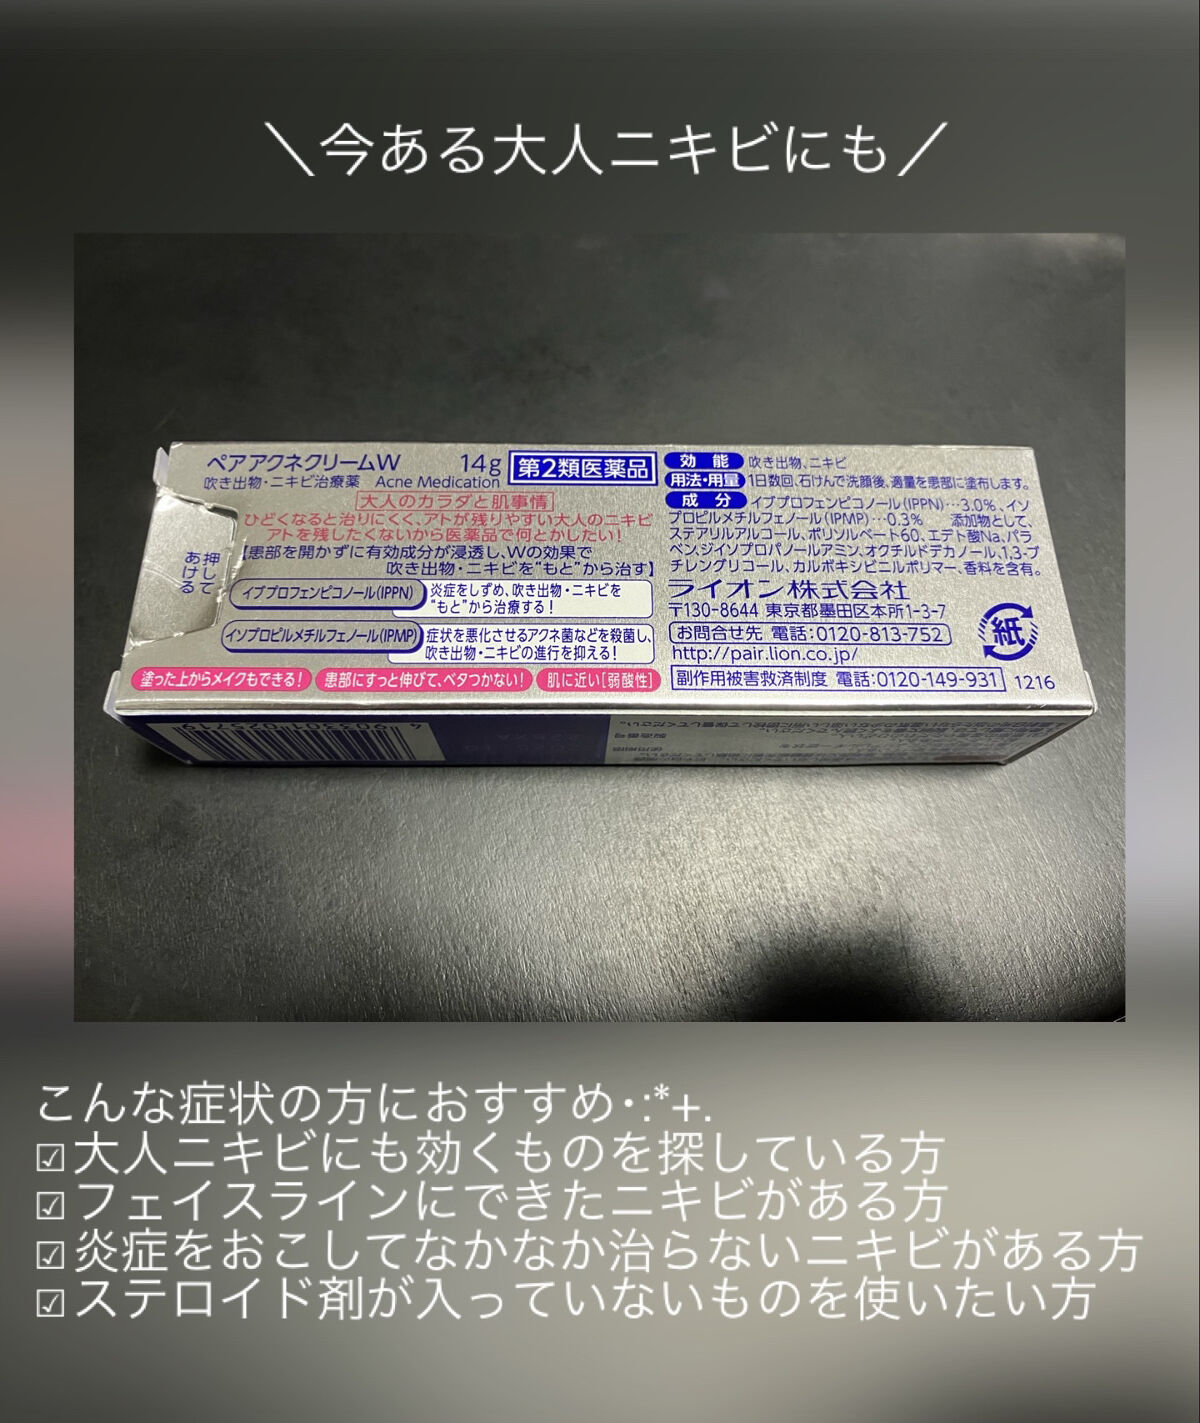 ＼今ある大人ニキビにも／
ペアアクネクリームW 14g 第2類医薬品
吹き出物・ニキビ治療薬 Acne Medication
大人のカラダと肌事情
ひどくなると治りにくく、アトが残りやすい大人のニキビ
アトを残したくないから医薬品で何とかしたい!
【患部を開かずに有効成分が浸透し、Wの効果で
吹き出物・ニキビを“もと”から治す】
押して
あける
イブプロフェンピコノール(IPPN)
炎症をしずめ、吹き出物・ニキビを
“もと”から治療する!
イソプロピルメチルフェノール(IPMP)
症状を悪化させるアクネ菌などを殺菌し、
吹き出物・ニキビの進行を抑える!
塗った上からメイクもできる! 患部にすっと伸びて、ベタつかない! 肌に近い[弱酸性]
効能 吹き出物、ニキビ
用法・用量 1日数回、石けんで洗顔後、適量を患部に塗布します。
成分 イブプロフェンピコノール(IPPN)…3.0%、イソ
プロピルメチルフェノール(IPMP)…0.3% 添加物として、
ステアリルアルコール、ポリソルベート60、エデト酸Na、パラ
ベン、ジイソプロパノールアミン、オクチルドデカノール、1,3-ブ
チレングリコール、カルボキシビニルポリマー、香料を含有。
ライオン株式会社
〒130-8644 東京都墨田区本所1-3-7
お問合せ先 電話:0120-813-752
http://pair.lion.co.jp/
副作用被害救済制度 電話:0120-149-931 1216
紙
4 903301 025719
製造番号
使用期限
こんな症状の方におすすめ･:*+.
☑大人ニキビにも効くものを探している方
☑フェイスラインにできたニキビがある方
☑炎症をおこしてなかなか治らないニキビがある方
☑ステロイド剤が入っていないものを使いたい方